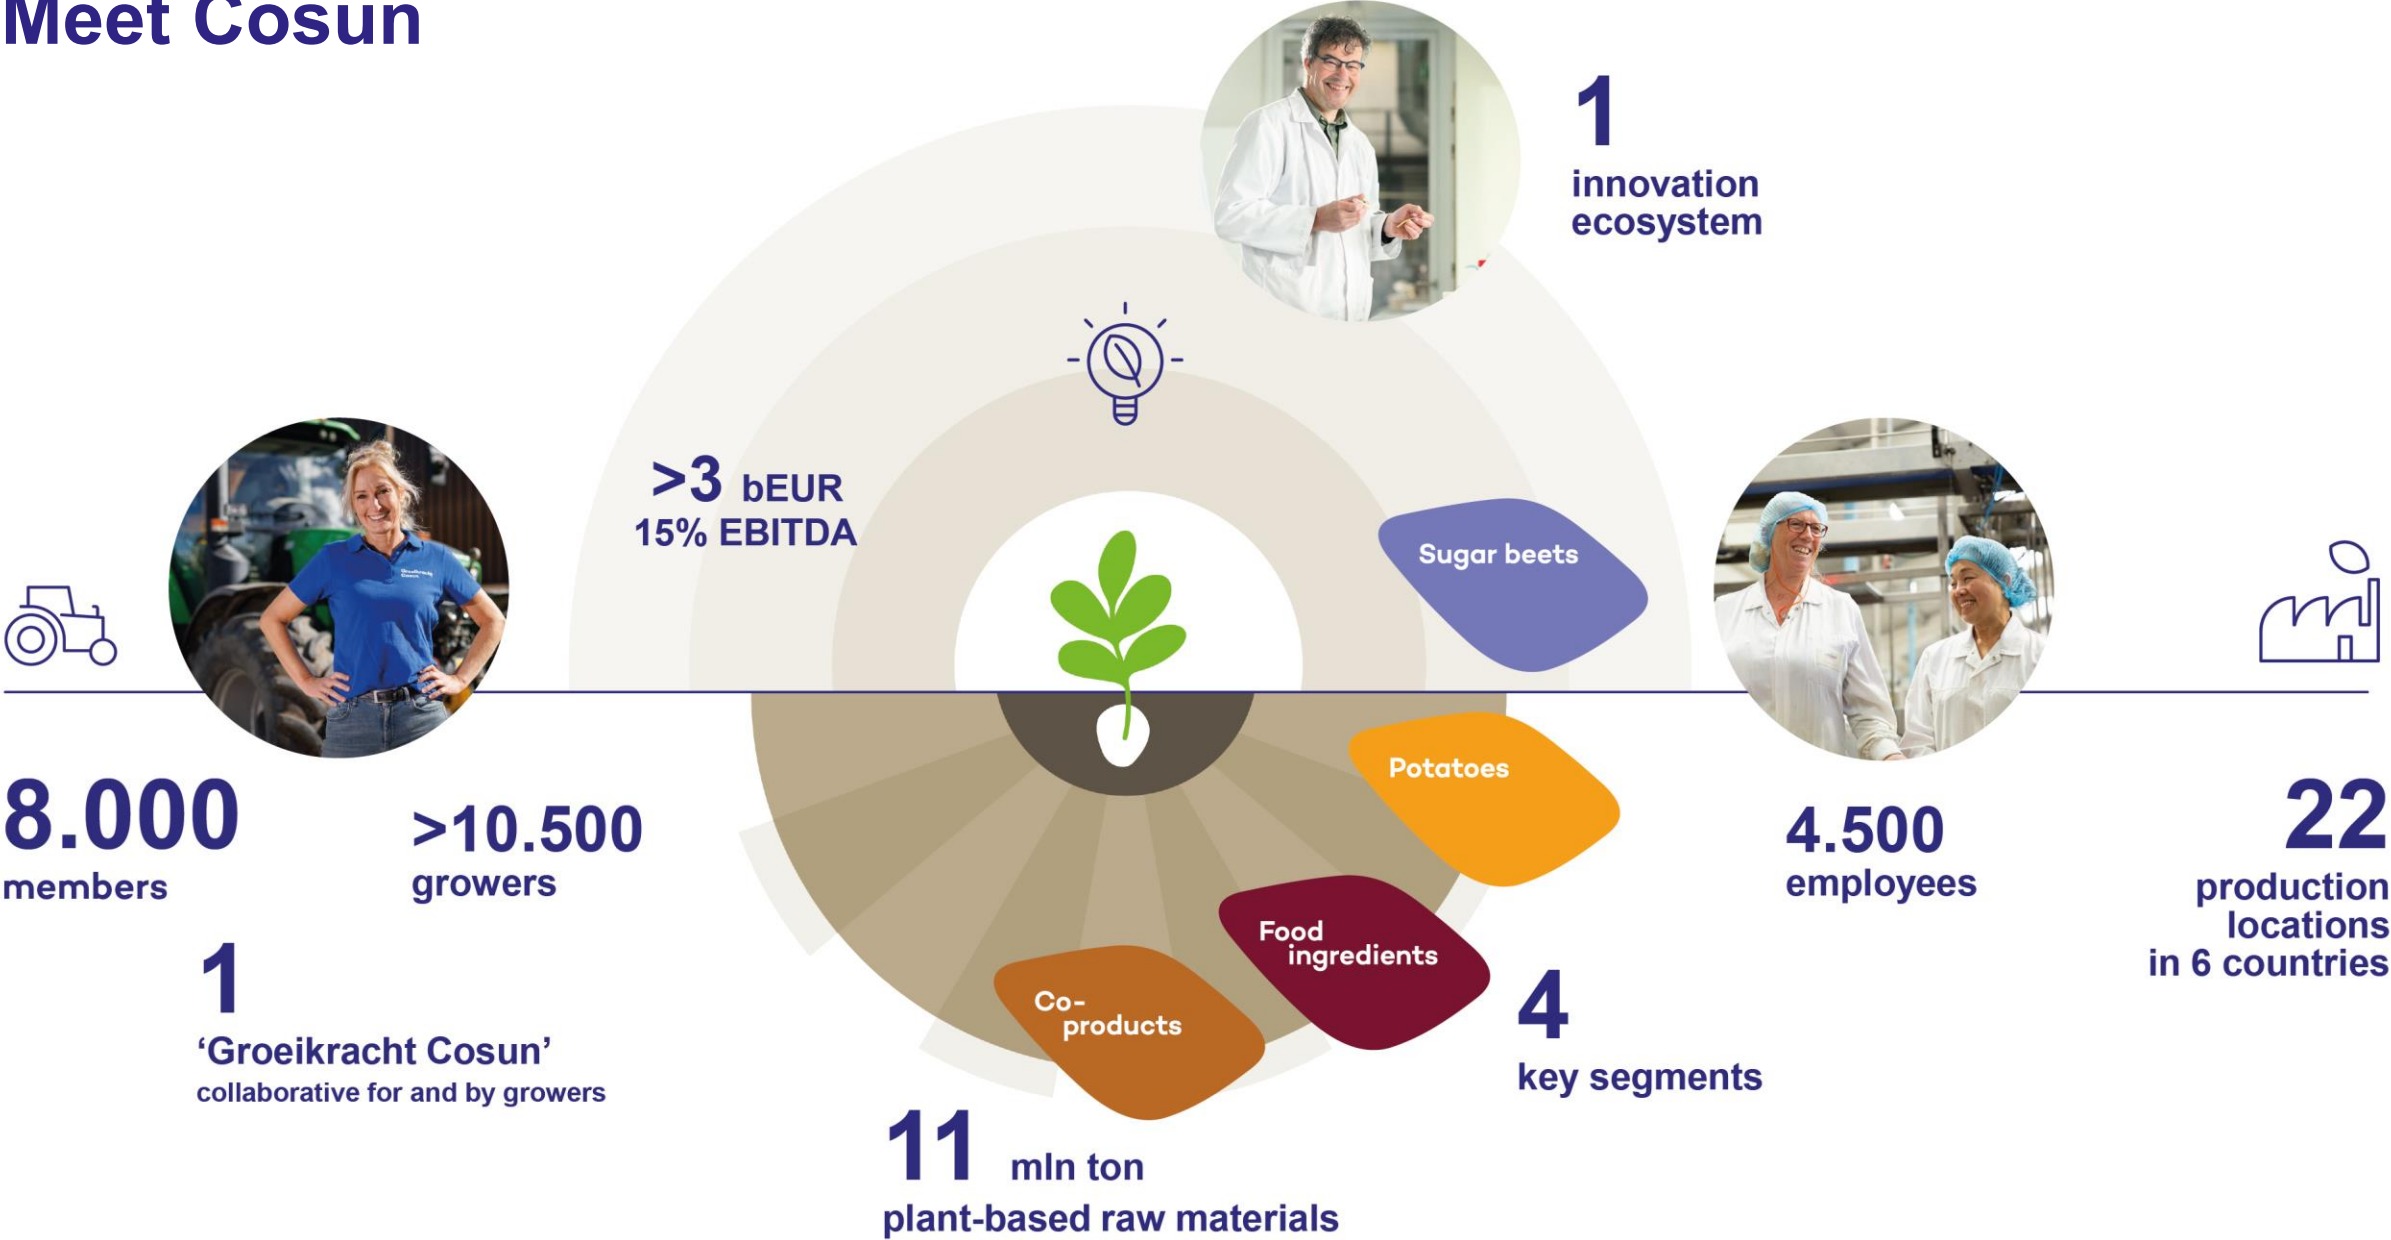 Meet Cosun
1
innovation
ecosystem
>3 bEUR
15% EBITDA
Sugar beets
Potatoes
Food
ingredients
Co-
products
8.000
members
>10.500
growers
1
‘Groeikracht Cosun’
collaborative for and by growers
11 mln ton
plant-based raw materials
4
key segments
4.500
employees
22
production
locations
in 6 countries
Groeikracht
Cosun